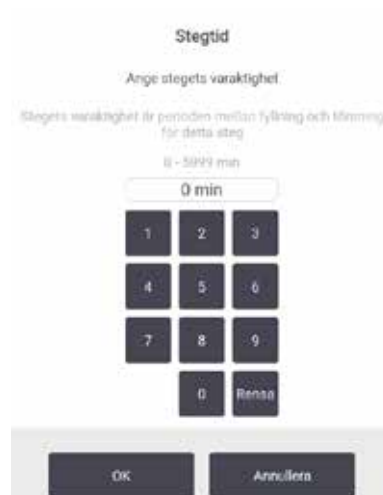 Stegtid
Ange stegets varaktighet
Stegets varaktighet är perioden mellan fyllning och tömning
för detta steg
0 - 5999 min
0 min
1 2 3
4 5 6
7 8 9
0 Rensa
OK Annullera